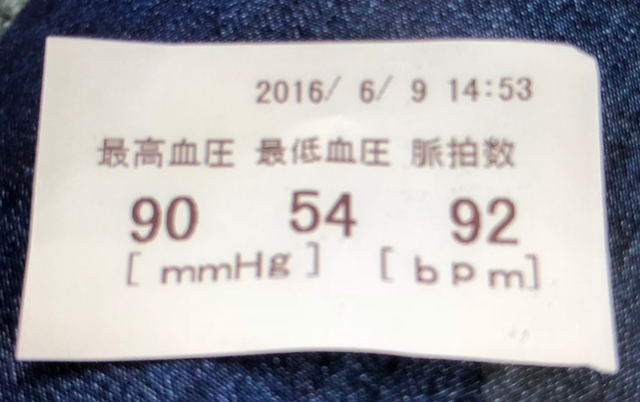 2016/ 6/ 9 14:53
最高血圧 最低血圧 脈拍数
90 54 92
[ mmHg ] [ bpm]